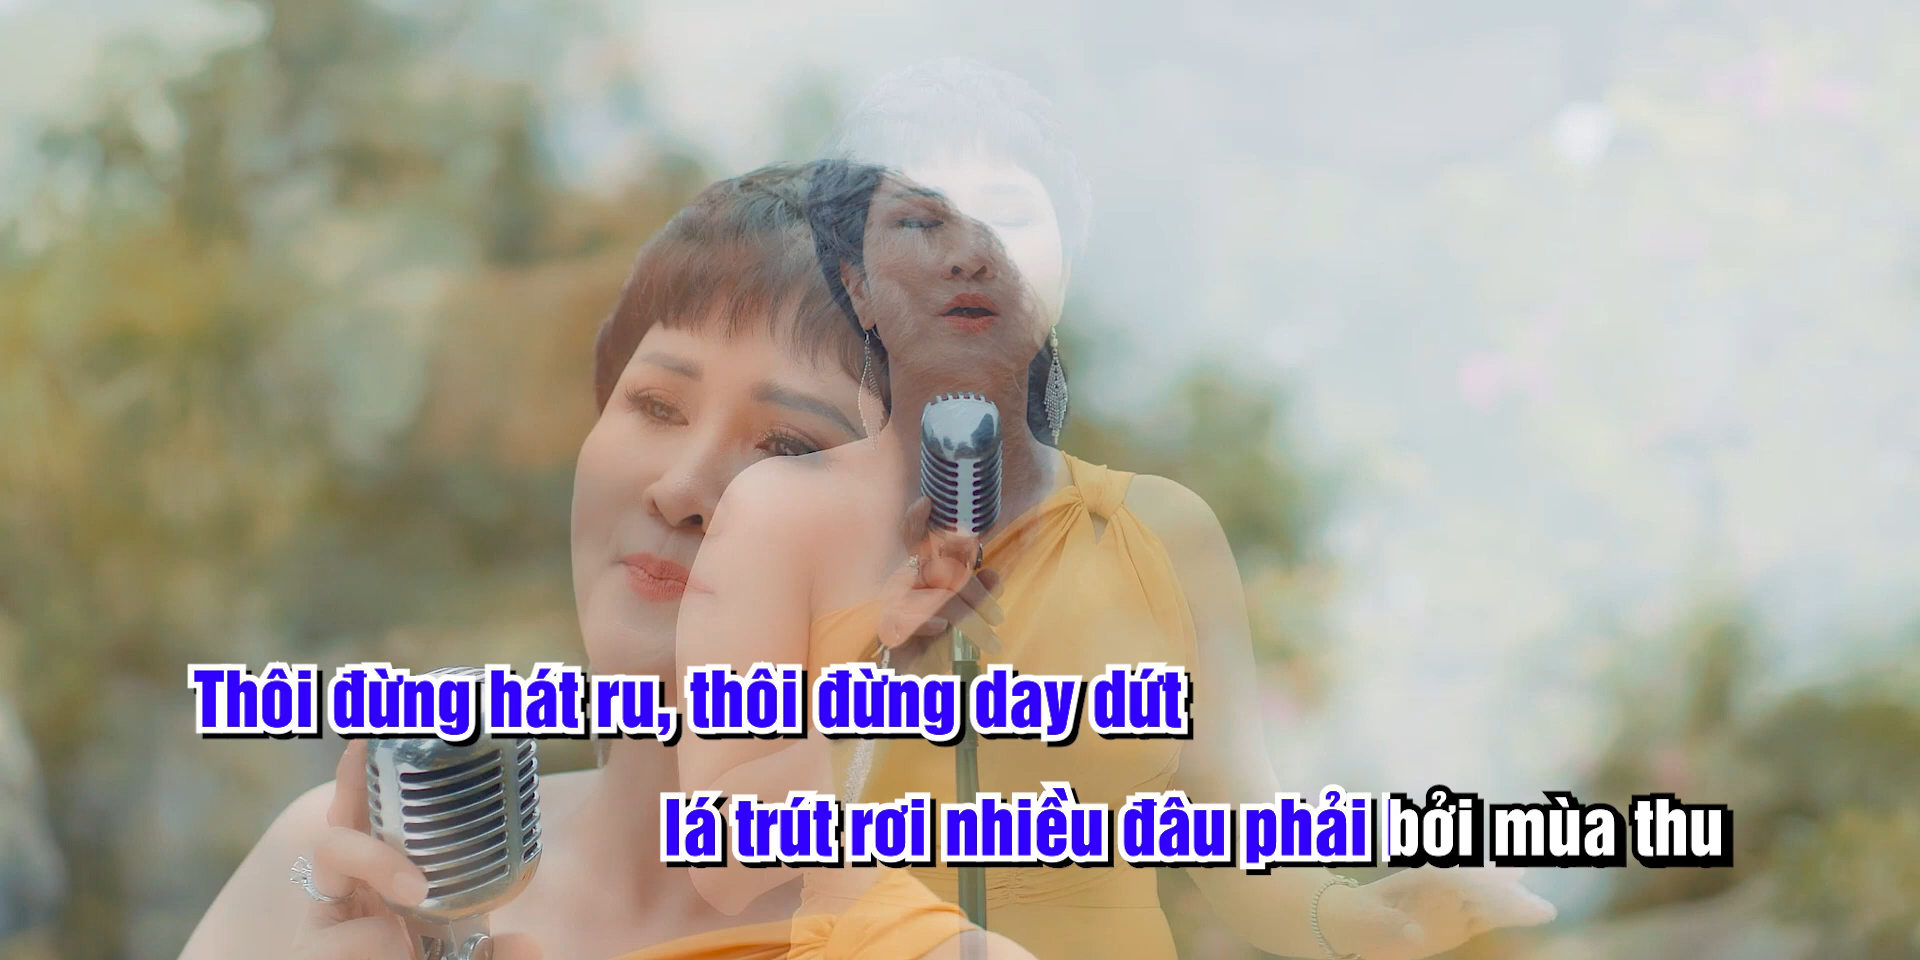 Thôi đừng hát ru, thôi đừng day dứt
lá trút rơi nhiều đâu phải bởi mùa thu